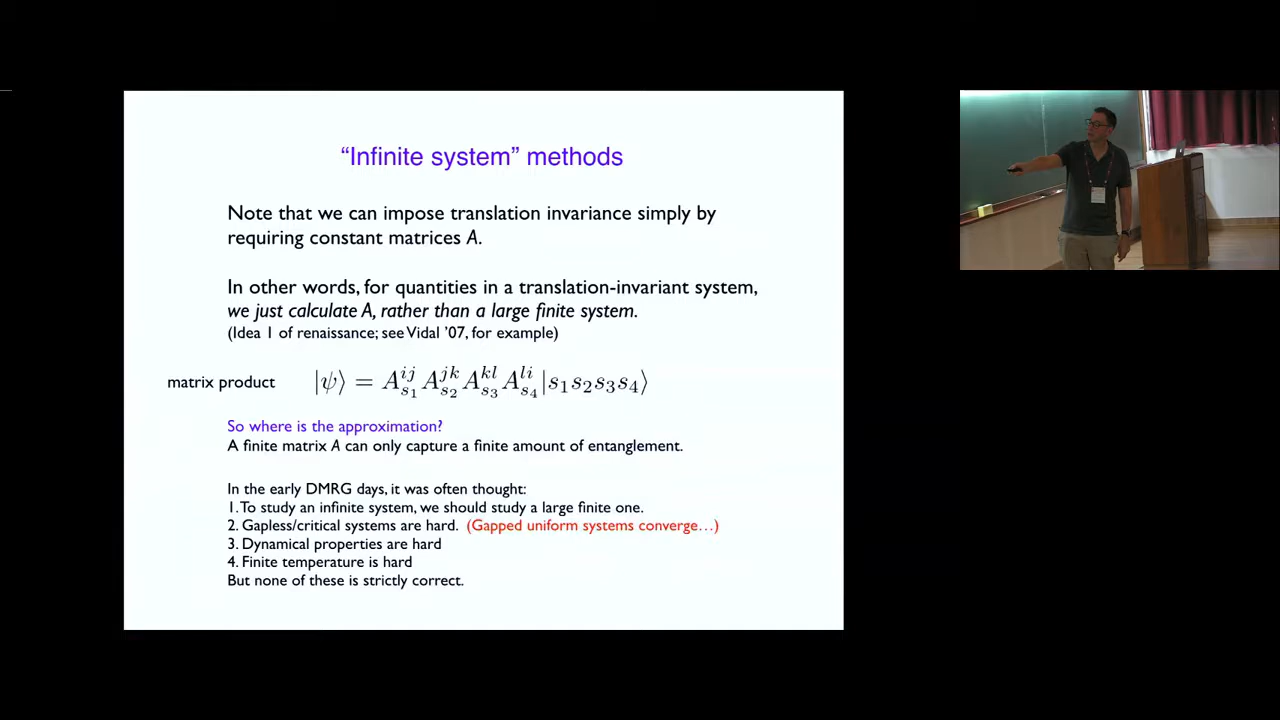 “Infinite system” methods
Note that we can impose translation invariance simply by
requiring constant matrices A.
In other words, for quantities in a translation-invariant system,
we just calculate A, rather than a large finite system.
(Idea 1 of renaissance; see Vidal ’07, for example)
matrix product |ψ⟩ = A^{ij}_{s_1} A^{jk}_{s_2} A^{kl}_{s_3} A^{li}_{s_4} |s_1 s_2 s_3 s_4⟩
So where is the approximation?
A finite matrix A can only capture a finite amount of entanglement.
In the early DMRG days, it was often thought:
1. To study an infinite system, we should study a large finite one.
2. Gapless/critical systems are hard. (Gapped uniform systems converge…)
3. Dynamical properties are hard
4. Finite temperature is hard
But none of these is strictly correct.